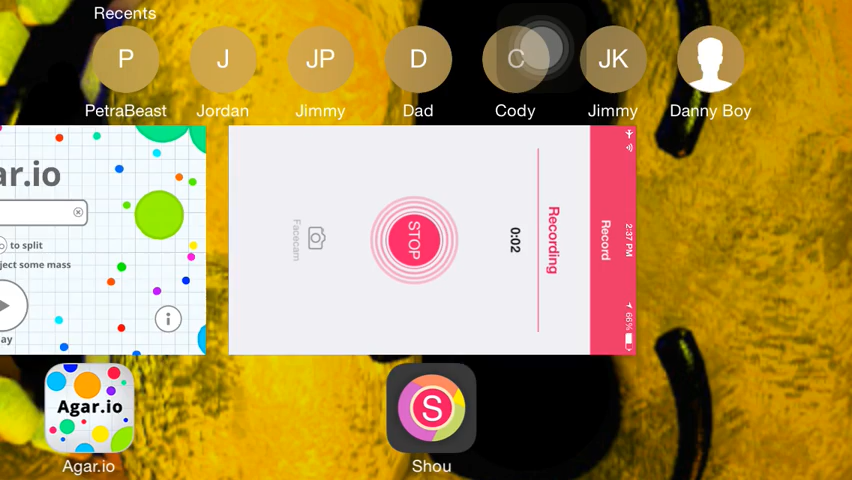 Recents
P
J
JP
D
C
JK
PetraBeast
Jordan
Jimmy
Dad
Cody
Jimmy
Danny Boy
ar.io
to split
ject some mass
ay
i
Facecam
STOP
0:02
Recording
Record
2:37 PM
66%
Agar.io
S
Agar.io
Shou